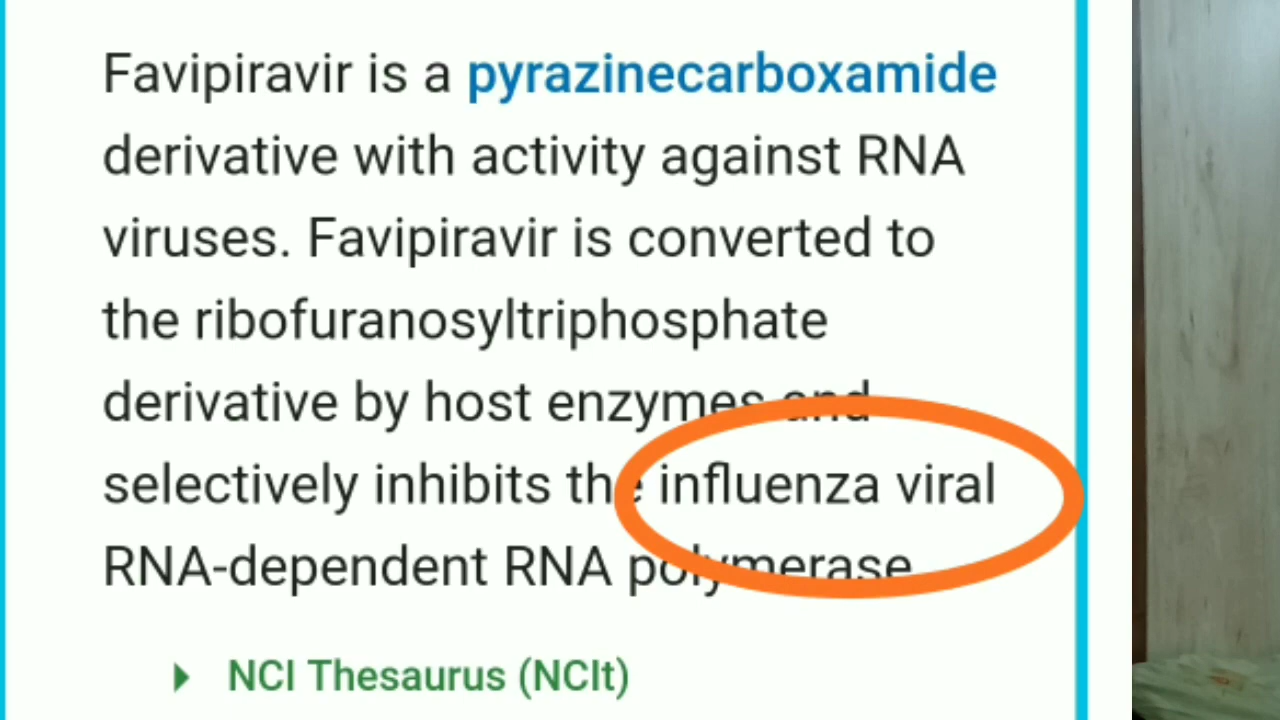 Favipiravir is a pyrazinecarboxamide
derivative with activity against RNA
viruses. Favipiravir is converted to
the ribofuranosyltriphosphate
derivative by host enzymes and
selectively inhibits the influenza viral
RNA-dependent RNA polymerase.
NCI Thesaurus (NCIt)